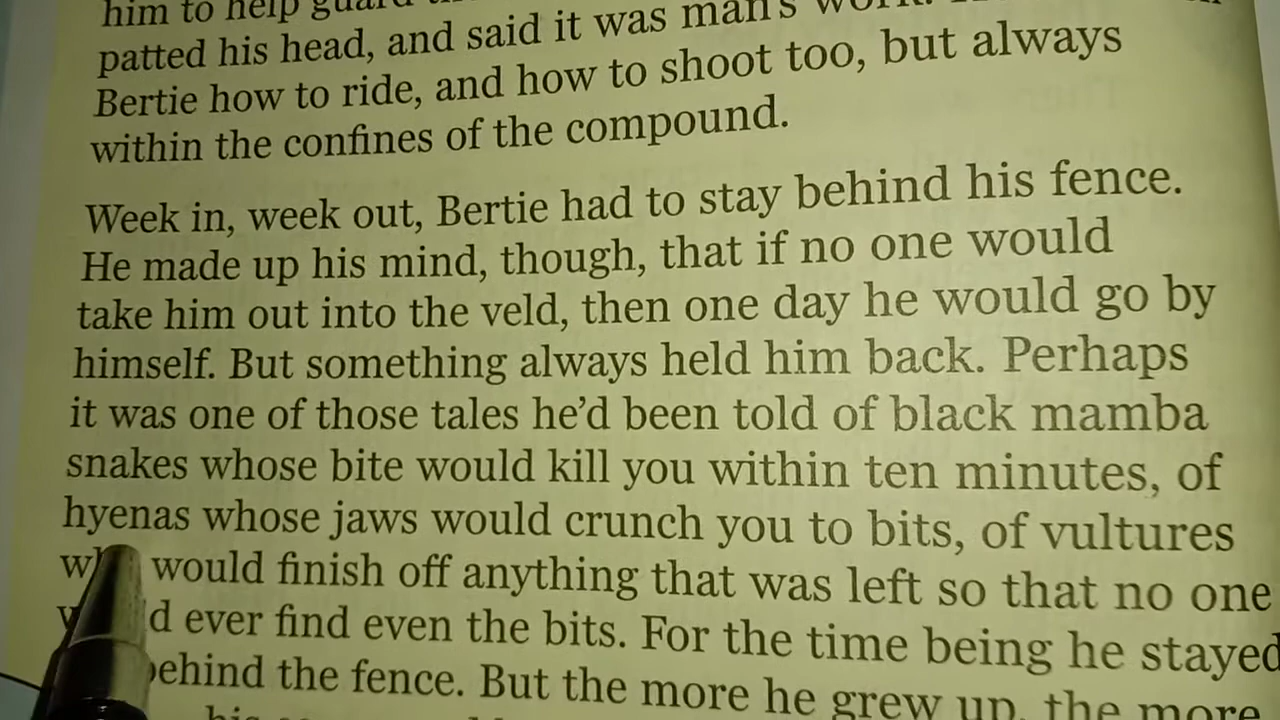 him to help guard
patted his head, and said it was man's work.
Bertie how to ride, and how to shoot too, but always
within the confines of the compound.
Week in, week out, Bertie had to stay behind his fence.
He made up his mind, though, that if no one would
take him out into the veld, then one day he would go by
himself. But something always held him back. Perhaps
it was one of those tales he'd been told of black mamba
snakes whose bite would kill you within ten minutes, of
hyenas whose jaws would crunch you to bits, of vultures
would finish off anything that was left so that no one
ever find even the bits. For the time being he stayed
behind the fence. But the more he grew up, the more